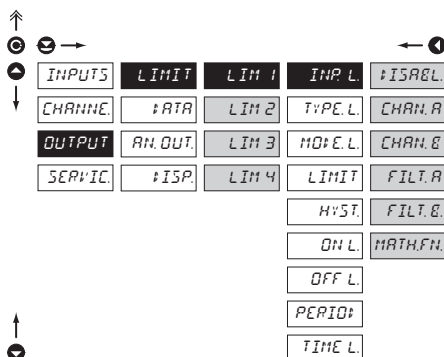 INPUTS LIMIT LIM 1 INP. L. DISABL.
CHANNE. DATA LIM 2 TYPE. L. CHAN. A
OUTPUT AN. OUT. LIM 3 MODE. L. CHAN. B
SERVIC. DISP. LIM 4 LIMIT FILT. A
HYST. FILT. B.
ON L. MATH.FN.
OFF L.
PERIOD
TIME L.